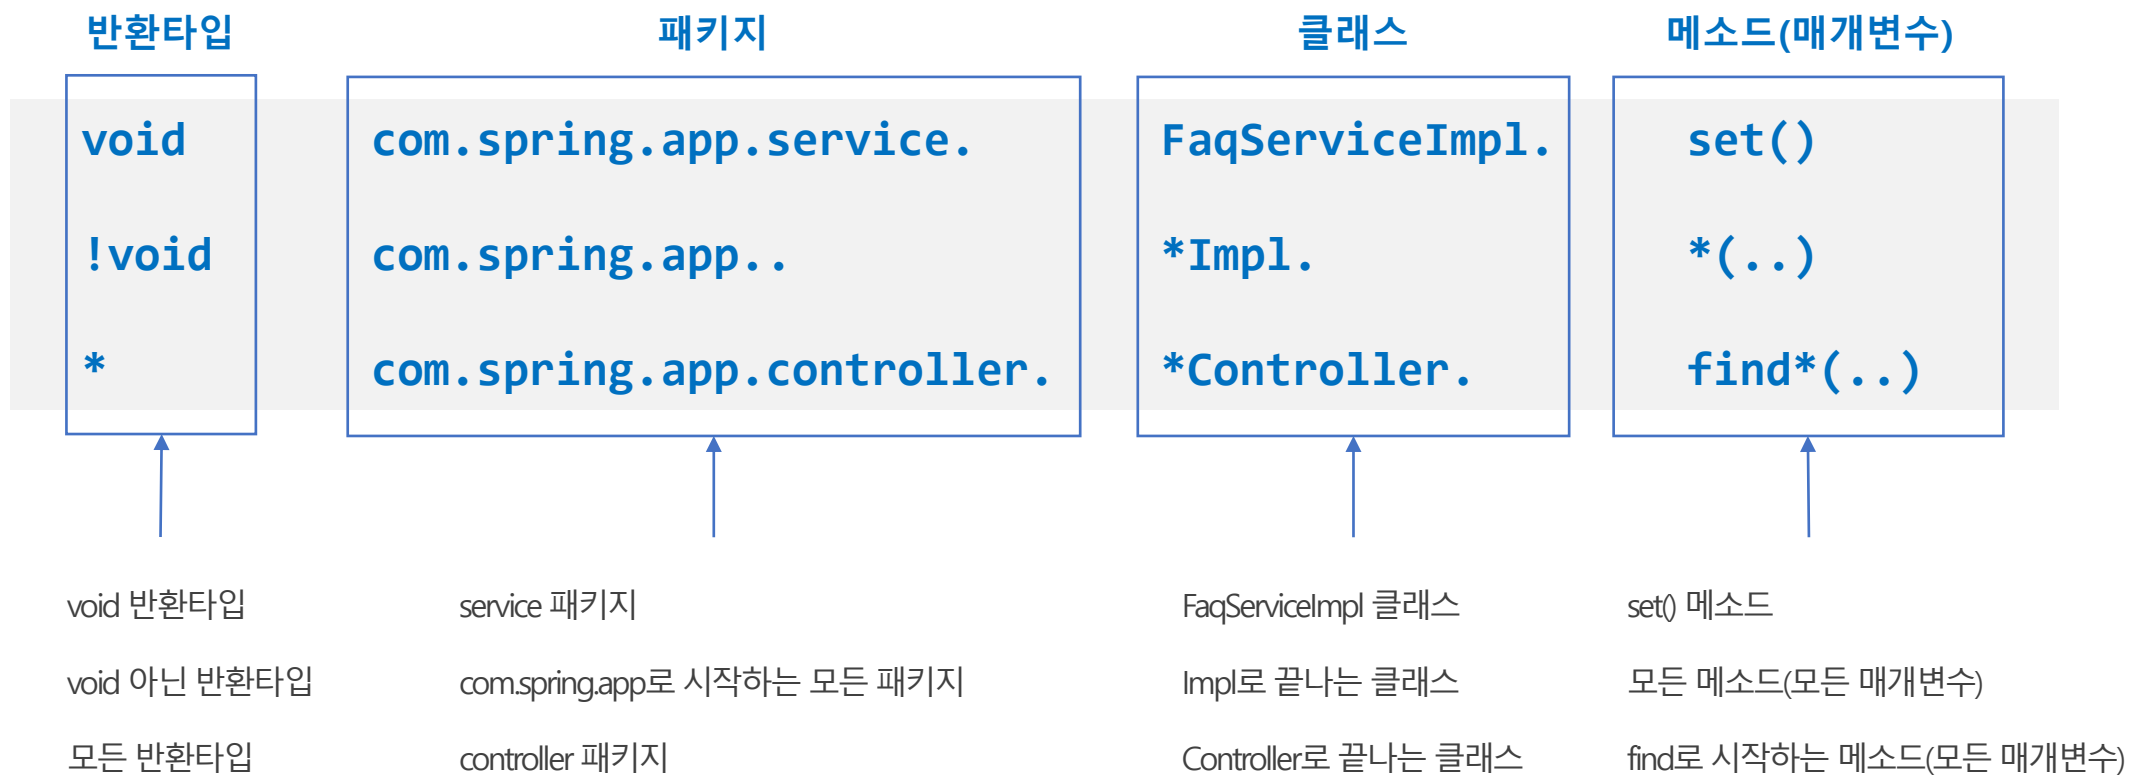 반환타입 패키지 클래스 메소드(매개변수)
void com.spring.app.service. FaqServiceImpl. set()
!void com.spring.app.. *Impl. *(..)
* com.spring.app.controller. *Controller. find*(..)
void 반환타입 service 패키지 FaqServiceImpl 클래스 set() 메소드
void 아닌 반환타입 com.spring.app로 시작하는 모든 패키지 Impl로 끝나는 클래스 모든 메소드(모든 매개변수)
모든 반환타입 controller 패키지 Controller로 끝나는 클래스 find로 시작하는 메소드(모든 매개변수)